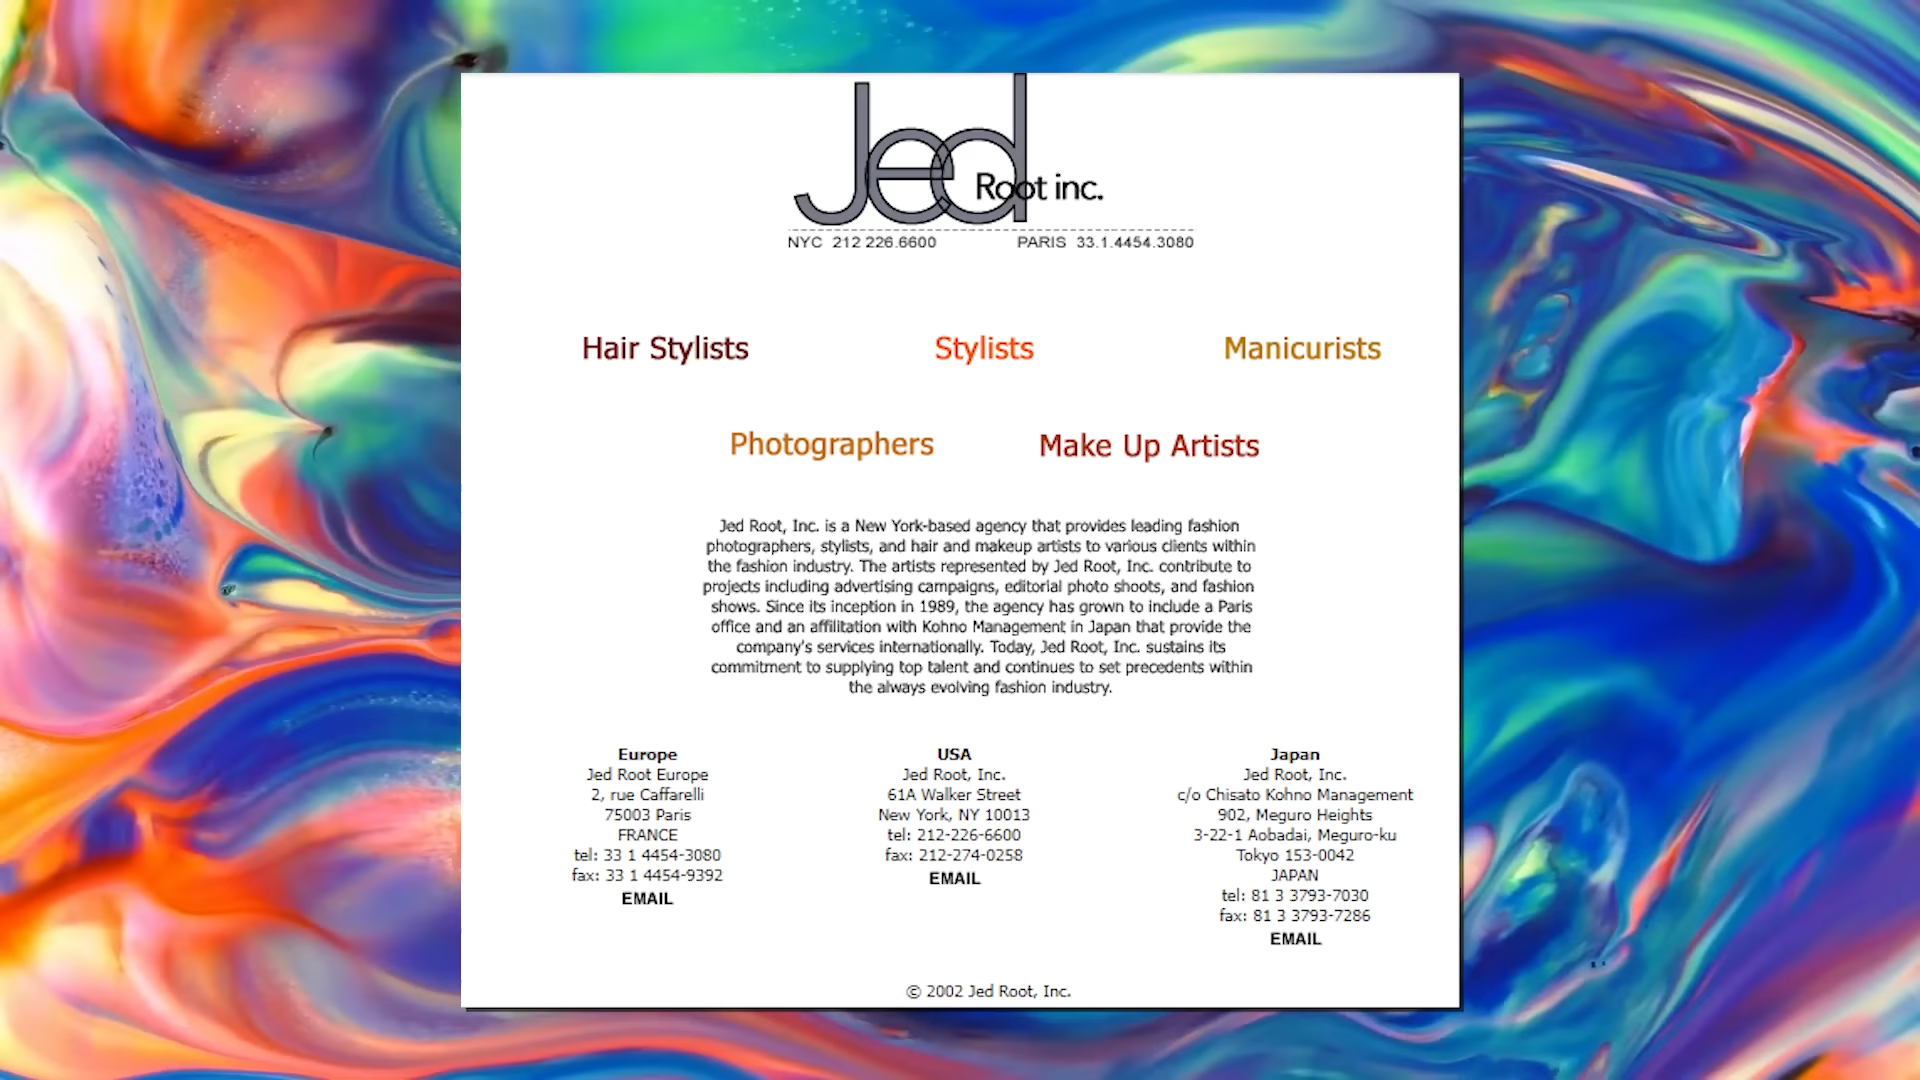 Jed Root inc.
NYC 212 226.6600 PARIS 33.1.4454.3080
Hair Stylists Stylists Manicurists
Photographers Make Up Artists
Jed Root, Inc. is a New York-based agency that provides leading fashion
photographers, stylists, and hair and makeup artists to various clients within
the fashion industry. The artists represented by Jed Root, Inc. contribute to
projects including advertising campaigns, editorial photo shoots, and fashion
shows. Since its inception in 1989, the agency has grown to include a Paris
office and an affilitation with Kohno Management in Japan that provide the
company's services internationally. Today, Jed Root, Inc. sustains its
commitment to supplying top talent and continues to set precedents within
the always evolving fashion industry.
Europe
Jed Root Europe
2, rue Caffarelli
75003 Paris
FRANCE
tel: 33 1 4454-3080
fax: 33 1 4454-9392
EMAIL
USA
Jed Root, Inc.
61A Walker Street
New York, NY 10013
tel: 212-226-6600
fax: 212-274-0258
EMAIL
Japan
Jed Root, Inc.
c/o Chisato Kohno Management
902, Meguro Heights
3-22-1 Aobadai, Meguro-ku
Tokyo 153-0042
JAPAN
tel: 81 3 3793-7030
fax: 81 3 3793-7286
EMAIL
© 2002 Jed Root, Inc.